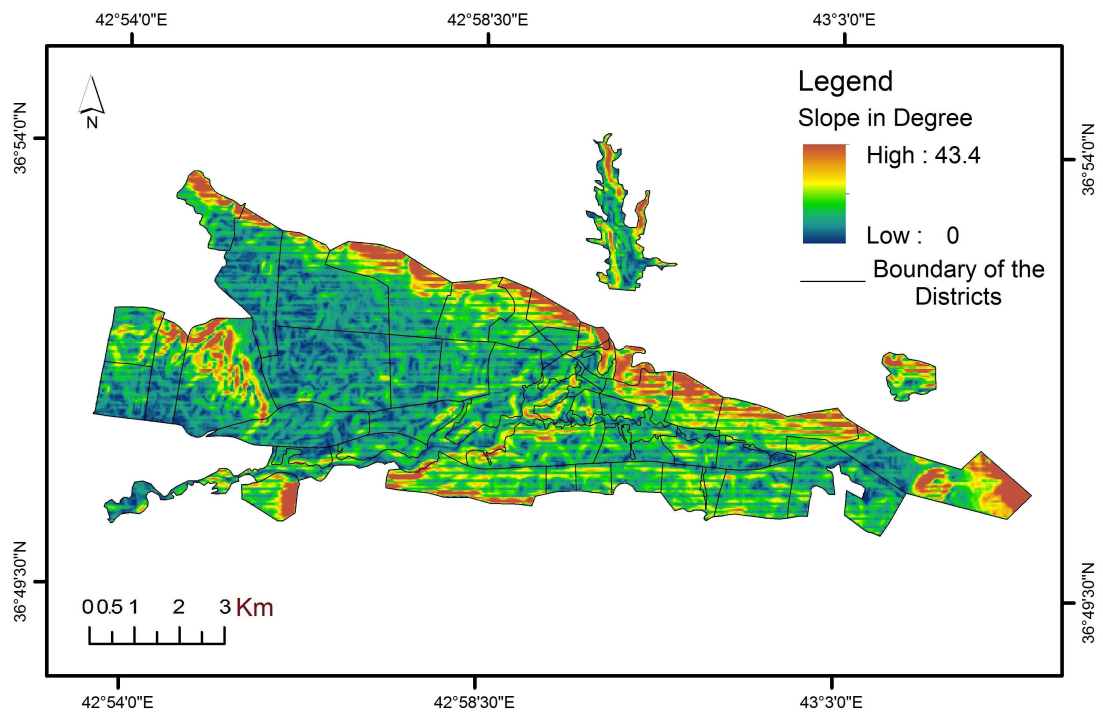 42°54'0"E 42°58'30"E 43°3'0"E
36°54'0"N
36°54'0"N
N
Legend
Slope in Degree
High : 43.4
Low : 0
Boundary of the
Districts
36°49'30"N
36°49'30"N
0 0.5 1 2 3 Km
42°54'0"E 42°58'30"E 43°3'0"E